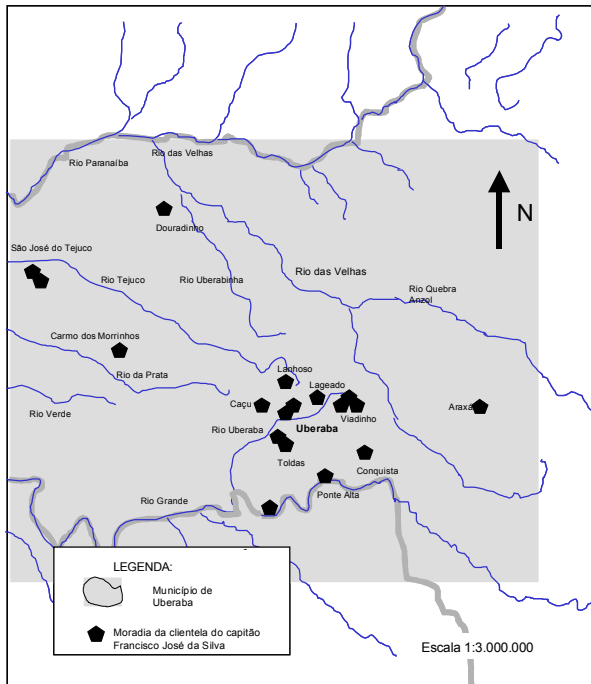 Rio das Velhas
Rio Paranaíba
Douradinho
N
São José do Tejuco
Rio Tejuco
Rio Uberabinha
Rio das Velhas
Rio Quebra
Anzol
Carmo dos Morrinhos
Rio da Prata
Lanhoso
Lageado
Rio Verde
Caçu
Viadinho
Araxá
Rio Uberaba
Uberaba
Toldas
Conquista
Ponte Alta
Rio Grande
LEGENDA:
Município de
Uberaba
Moradia da clientela do capitão
Francisco José da Silva
Escala 1:3.000.000